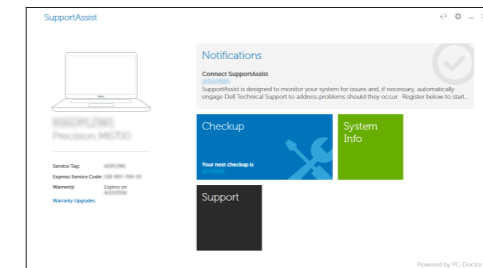 SupportAssist
Notifications
Connect SupportAssist
SupportAssist is designed to monitor your system for issues and, if necessary, automatically
engage Dell Technical Support to address problems should they occur. Register below to start...
Precision M6700
Checkup
Your next checkup is
System
Info
Service Tag:
Express Service Code:
Warranty: Expires on
Warranty Upgrades
Support
Powered by PC-Doctor